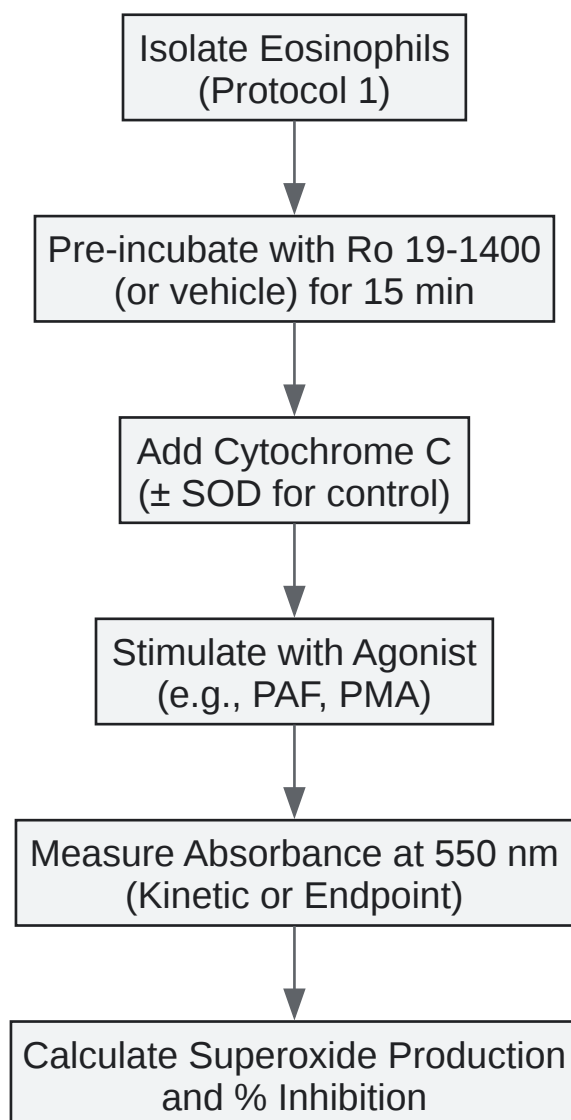 Isolate Eosinophils
(Protocol 1)
Pre-incubate with Ro 19-1400
(or vehicle) for 15 min
Add Cytochrome C
(± SOD for control)
Stimulate with Agonist
(e.g., PAF, PMA)
Measure Absorbance at 550 nm
(Kinetic or Endpoint)
Calculate Superoxide Production
and % Inhibition